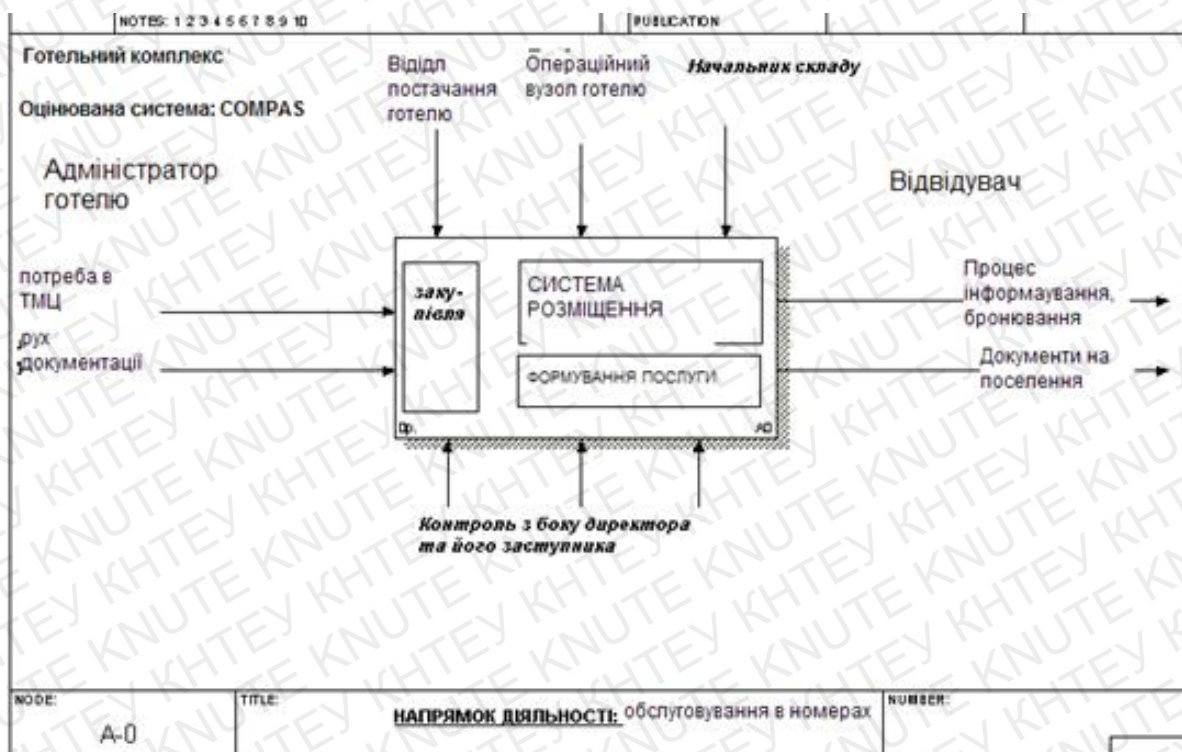 NOTES: 1 2 3 4 5 6 7 8 9 10
PUBLICATION
Готельний комплекс
Оцінювана система: COMPAS
Відідл
постачання
готелю
Операційний
вузол готелю
Начальник складу
Адміністратор
готелю
Відвідувач
потреба в
ТМЦ
рух
документації
заку-
півля
СИСТЕМА
РОЗМІЩЕННЯ
ФОРМУВАННЯ ПОСЛУГИ
0р.
A0
Процес
інформаування,
бронювання
Документи на
поселення
Контроль з боку директора
та його заступника
NODE:
A-0
TITLE:
НАПРЯМОК ДІЯЛЬНОСТІ: обслуговування в номерах
NUMBER:
KNUTE КНТЕУ